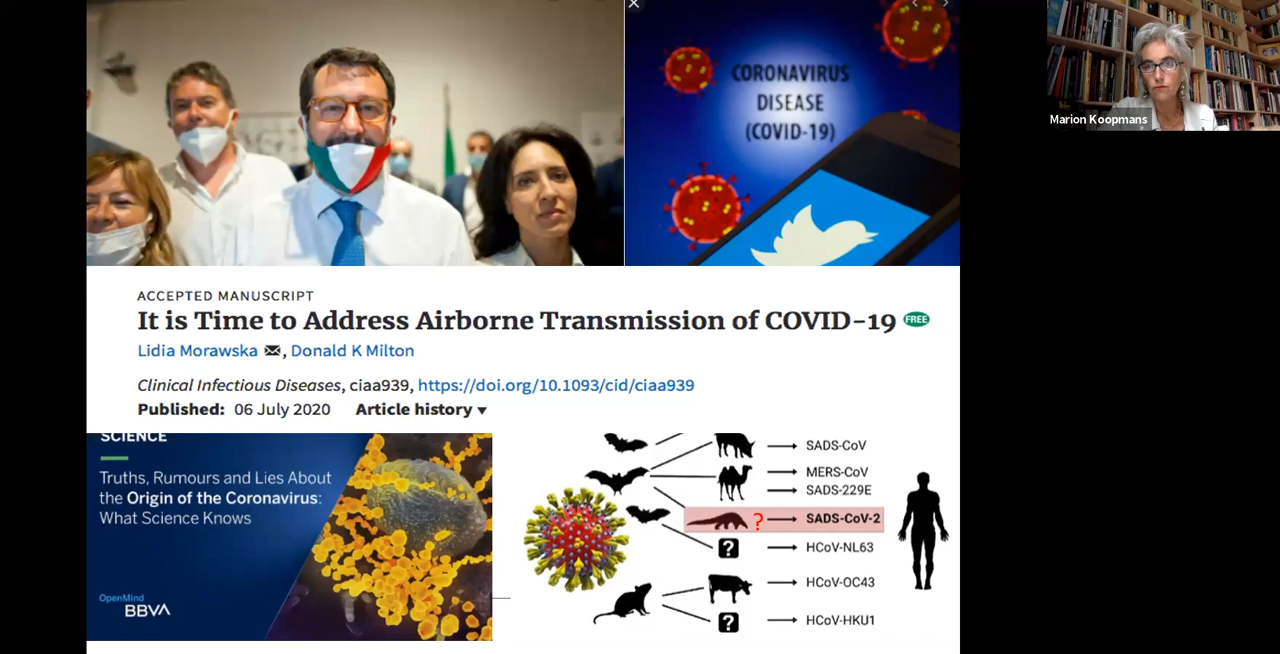 CORONAVIRUS
DISEASE
(COVID-19)
Marion Koopmans
ACCEPTED MANUSCRIPT
It is Time to Address Airborne Transmission of COVID-19 FREE
Lidia Morawska , Donald K Milton
Clinical Infectious Diseases, ciaa939, https://doi.org/10.1093/cid/ciaa939
Published: 06 July 2020 Article history ▼
SCIENCE
Truths, Rumours and Lies About
the Origin of the Coronavirus:
What Science Knows
OpenMind
BBVA
SADS-CoV
MERS-CoV
SADS-229E
? SADS-CoV-2
? HCoV-NL63
HCoV-OC43
? HCoV-HKU1